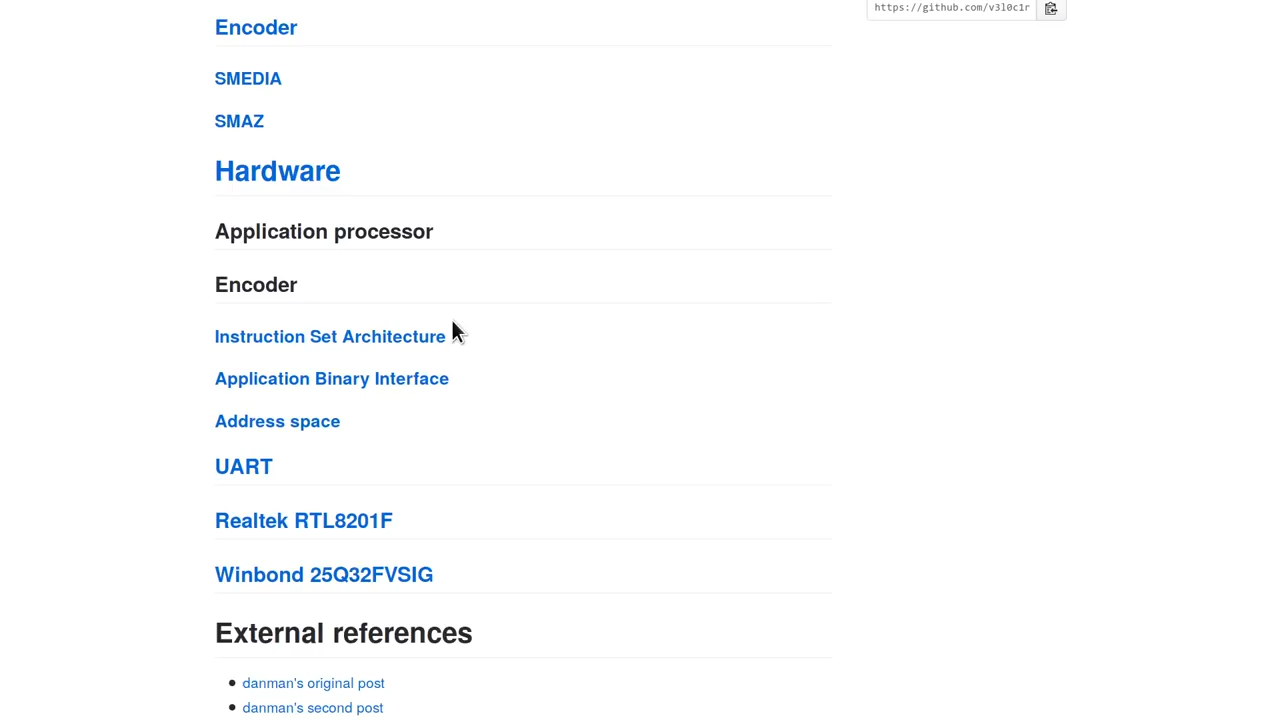 https://github.com/v3l0c1r
Encoder
SMEDIA
SMAZ
Hardware
Application processor
Encoder
Instruction Set Architecture
Application Binary Interface
Address space
UART
Realtek RTL8201F
Winbond 25Q32FVSIG
External references
danman's original post
danman's second post